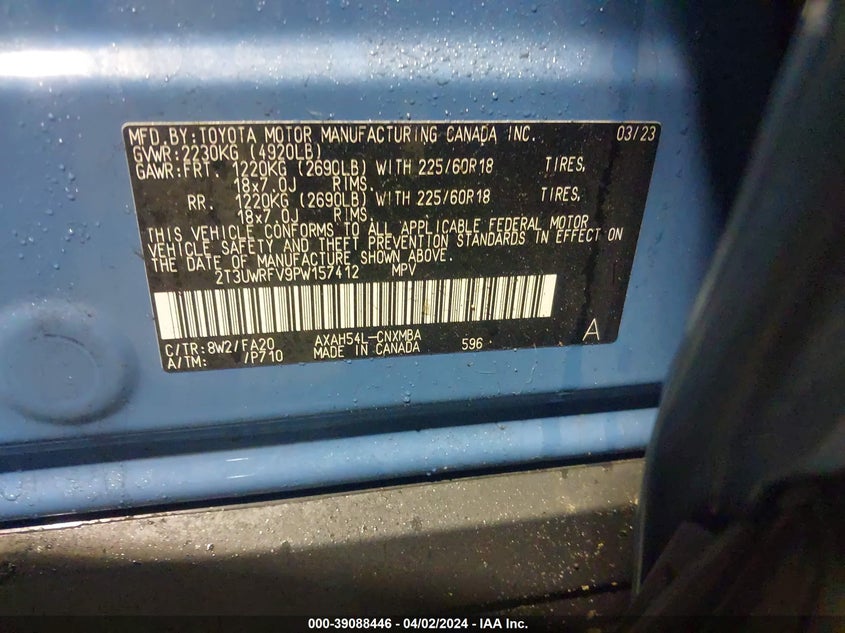 MFD.BY:TOYOTA MOTOR MANUFACTURING CANADA INC. 03/23
GVWR:2230KG (4920LB)
GAWR:FRT. 1220KG (2690LB) WITH 225/60R18 TIRES,
18x7.0J RIMS.
RR. 1220KG (2690LB) WITH 225/60R18 TIRES,
18x7.0J RIMS.
THIS VEHICLE CONFORMS TO ALL APPLICABLE FEDERAL MOTOR
VEHICLE SAFETY AND THEFT PREVENTION STANDARDS IN EFFECT ON
THE DATE OF MANUFACTURE SHOWN ABOVE.
2T3UWRFV9PW157412 MPV
C/TR:8W2/FA20 AXAH54L-CNXMBA A
A/TM: /P710 MADE IN CANADA 596
000-39088446 - 04/02/2024 - IAA Inc.